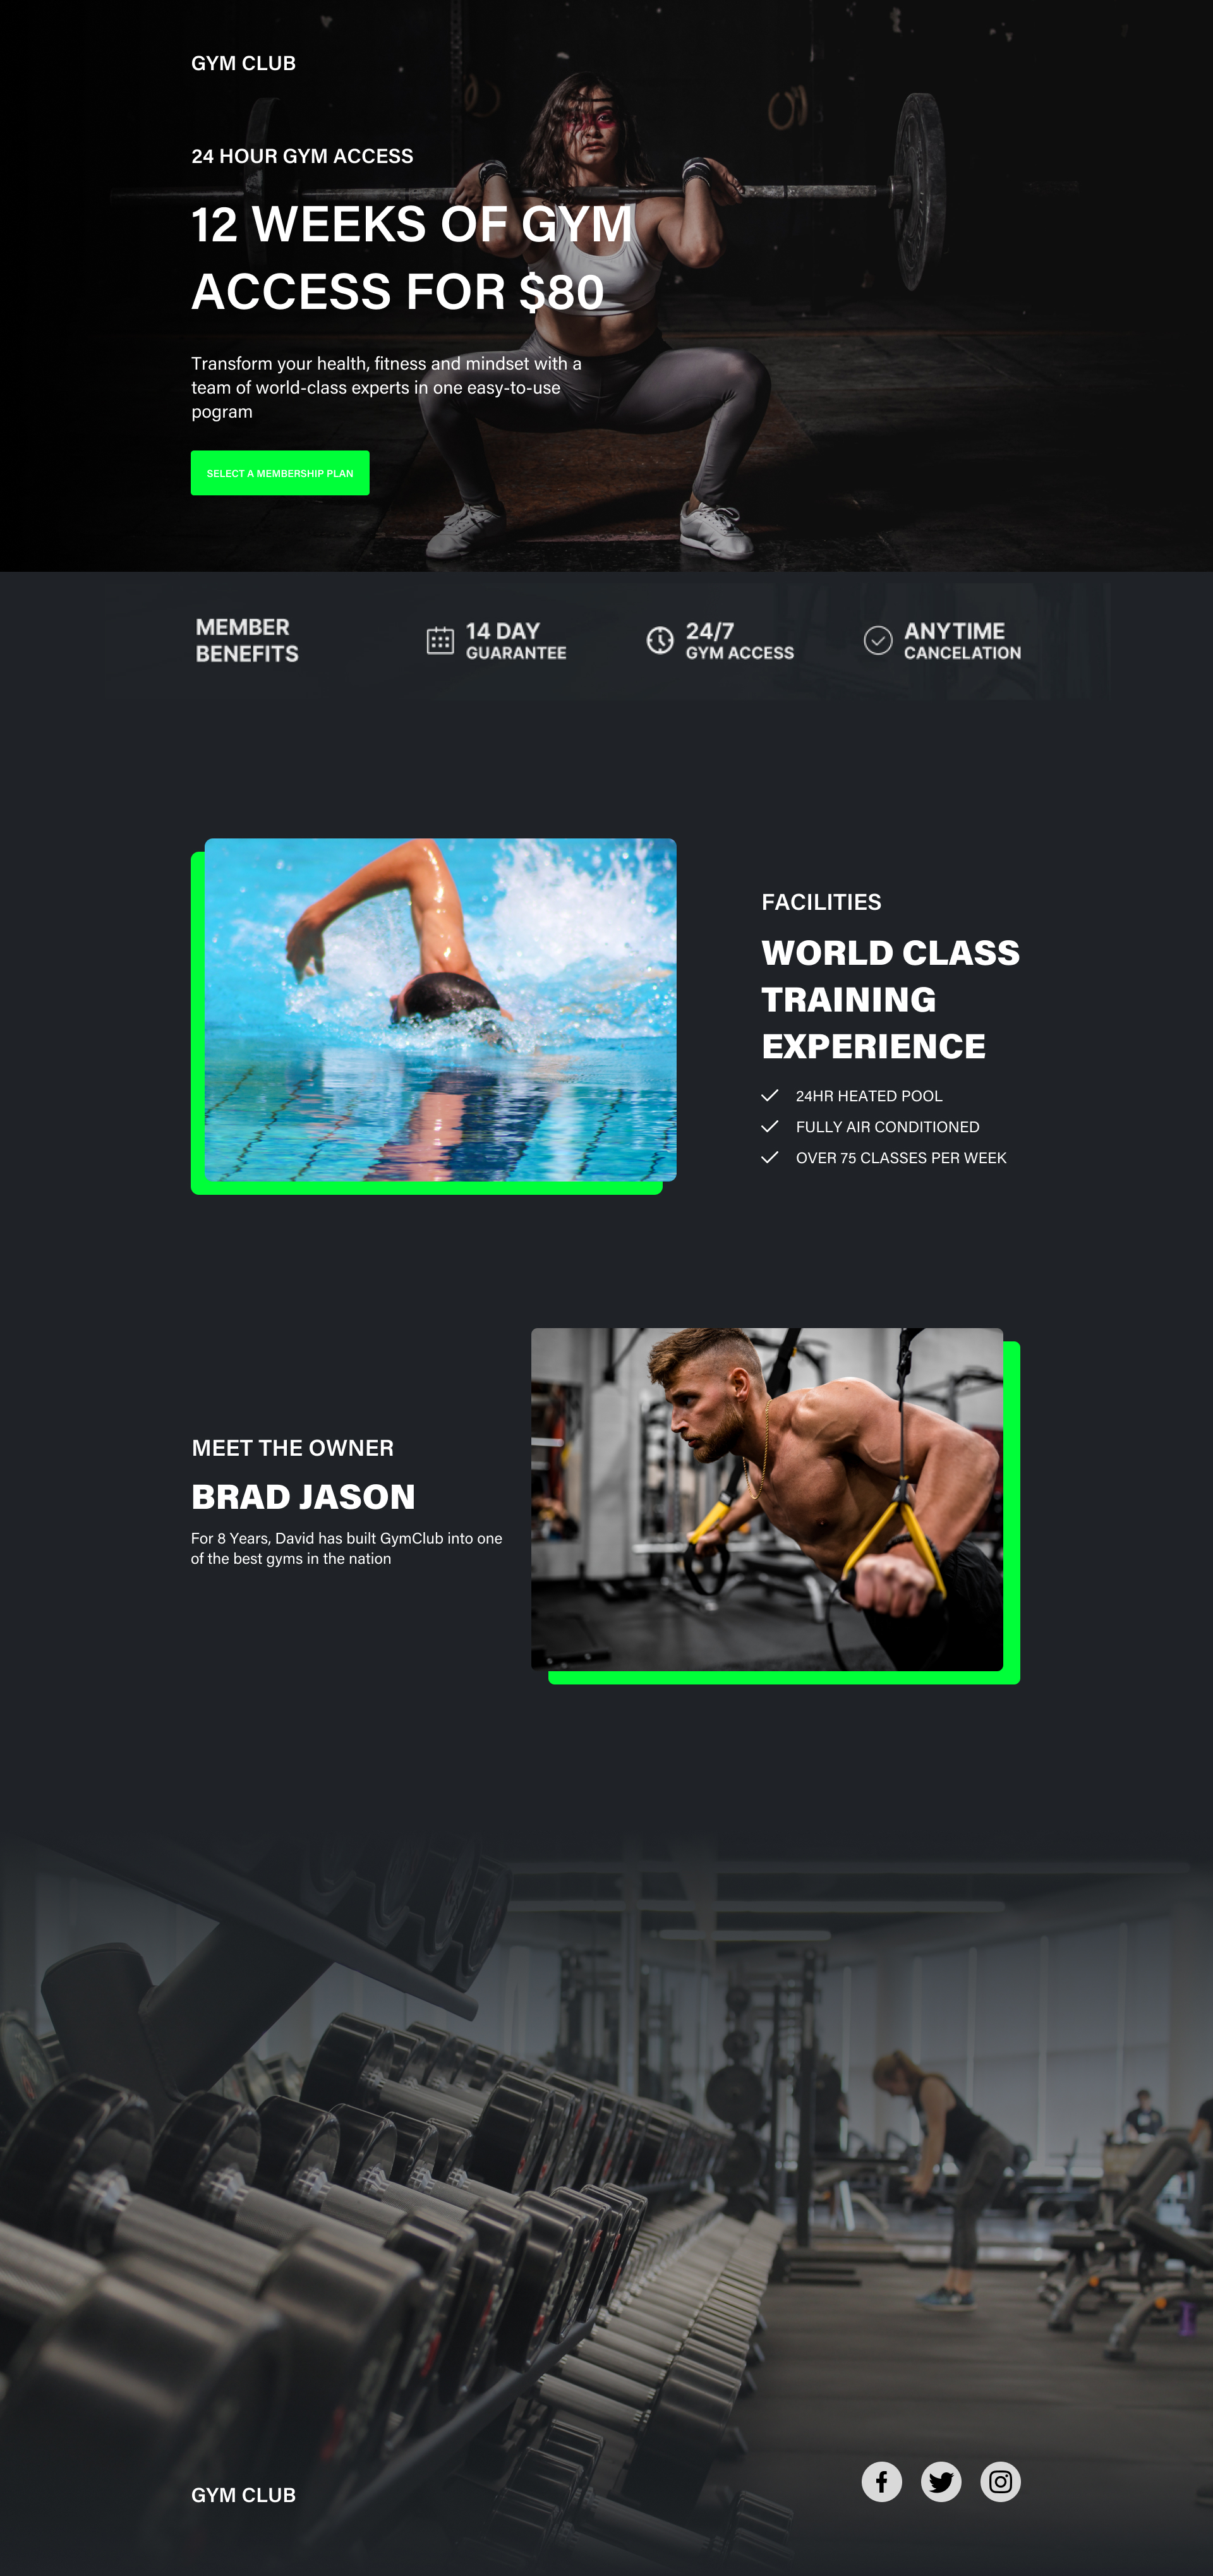 GYM CLUB
24 HOUR GYM ACCESS
12 WEEKS OF GYM
ACCESS FOR $80
Transform your health, fitness and mindset with a
team of world-class experts in one easy-to-use
pogram
SELECT A MEMBERSHIP PLAN
MEMBER
BENEFITS
14 DAY
GUARANTEE
24/7
GYM ACCESS
ANYTIME
CANCELATION
FACILITIES
WORLD CLASS
TRAINING
EXPERIENCE
24HR HEATED POOL
FULLY AIR CONDITIONED
OVER 75 CLASSES PER WEEK
MEET THE OWNER
BRAD JASON
For 8 Years, David has built GymClub into one
of the best gyms in the nation
GYM CLUB